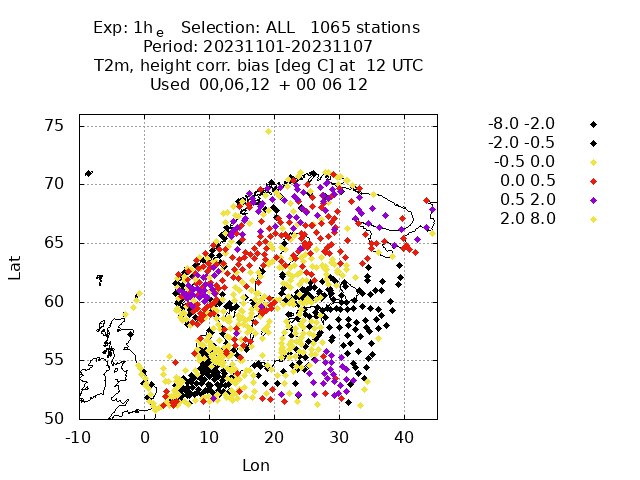 Exp: 1h e Selection: ALL 1065 stations
Period: 20231101-20231107
T2m, height corr. bias [deg C] at 12 UTC
Used 00,06,12 + 00 06 12
75
70
65
60
55
50
-10 0 10 20 30 40
Lat
Lon
-8.0 -2.0
-2.0 -0.5
-0.5 0.0
0.0 0.5
0.5 2.0
2.0 8.0